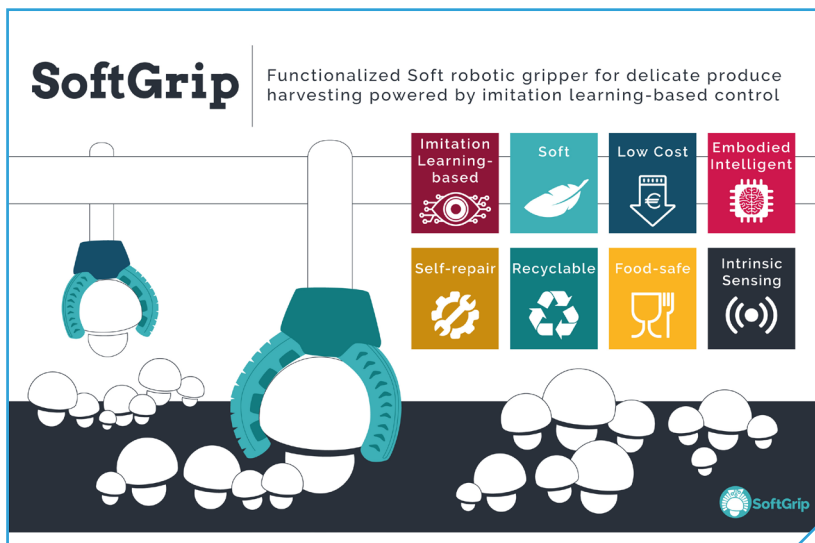 SoftGrip
Functionalized Soft robotic gripper for delicate produce
harvesting powered by imitation learning-based control
Imitation
Learning-
based
Soft
Low Cost
€
Embodied
Intelligent
Self-repair
Recyclable
Food-safe
Intrinsic
Sensing
SoftGrip